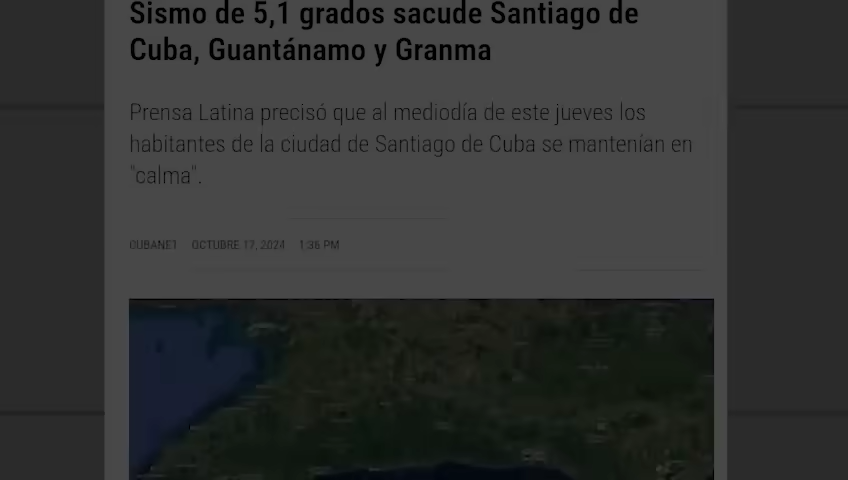 Sismo de 5,1 grados sacude Santiago de
Cuba, Guantánamo y Granma
Prensa Latina precisó que al mediodía de este jueves los
habitantes de la ciudad de Santiago de Cuba se mantenían en
"calma".
CUBANET OCTUBRE 17, 2024 1:36 PM